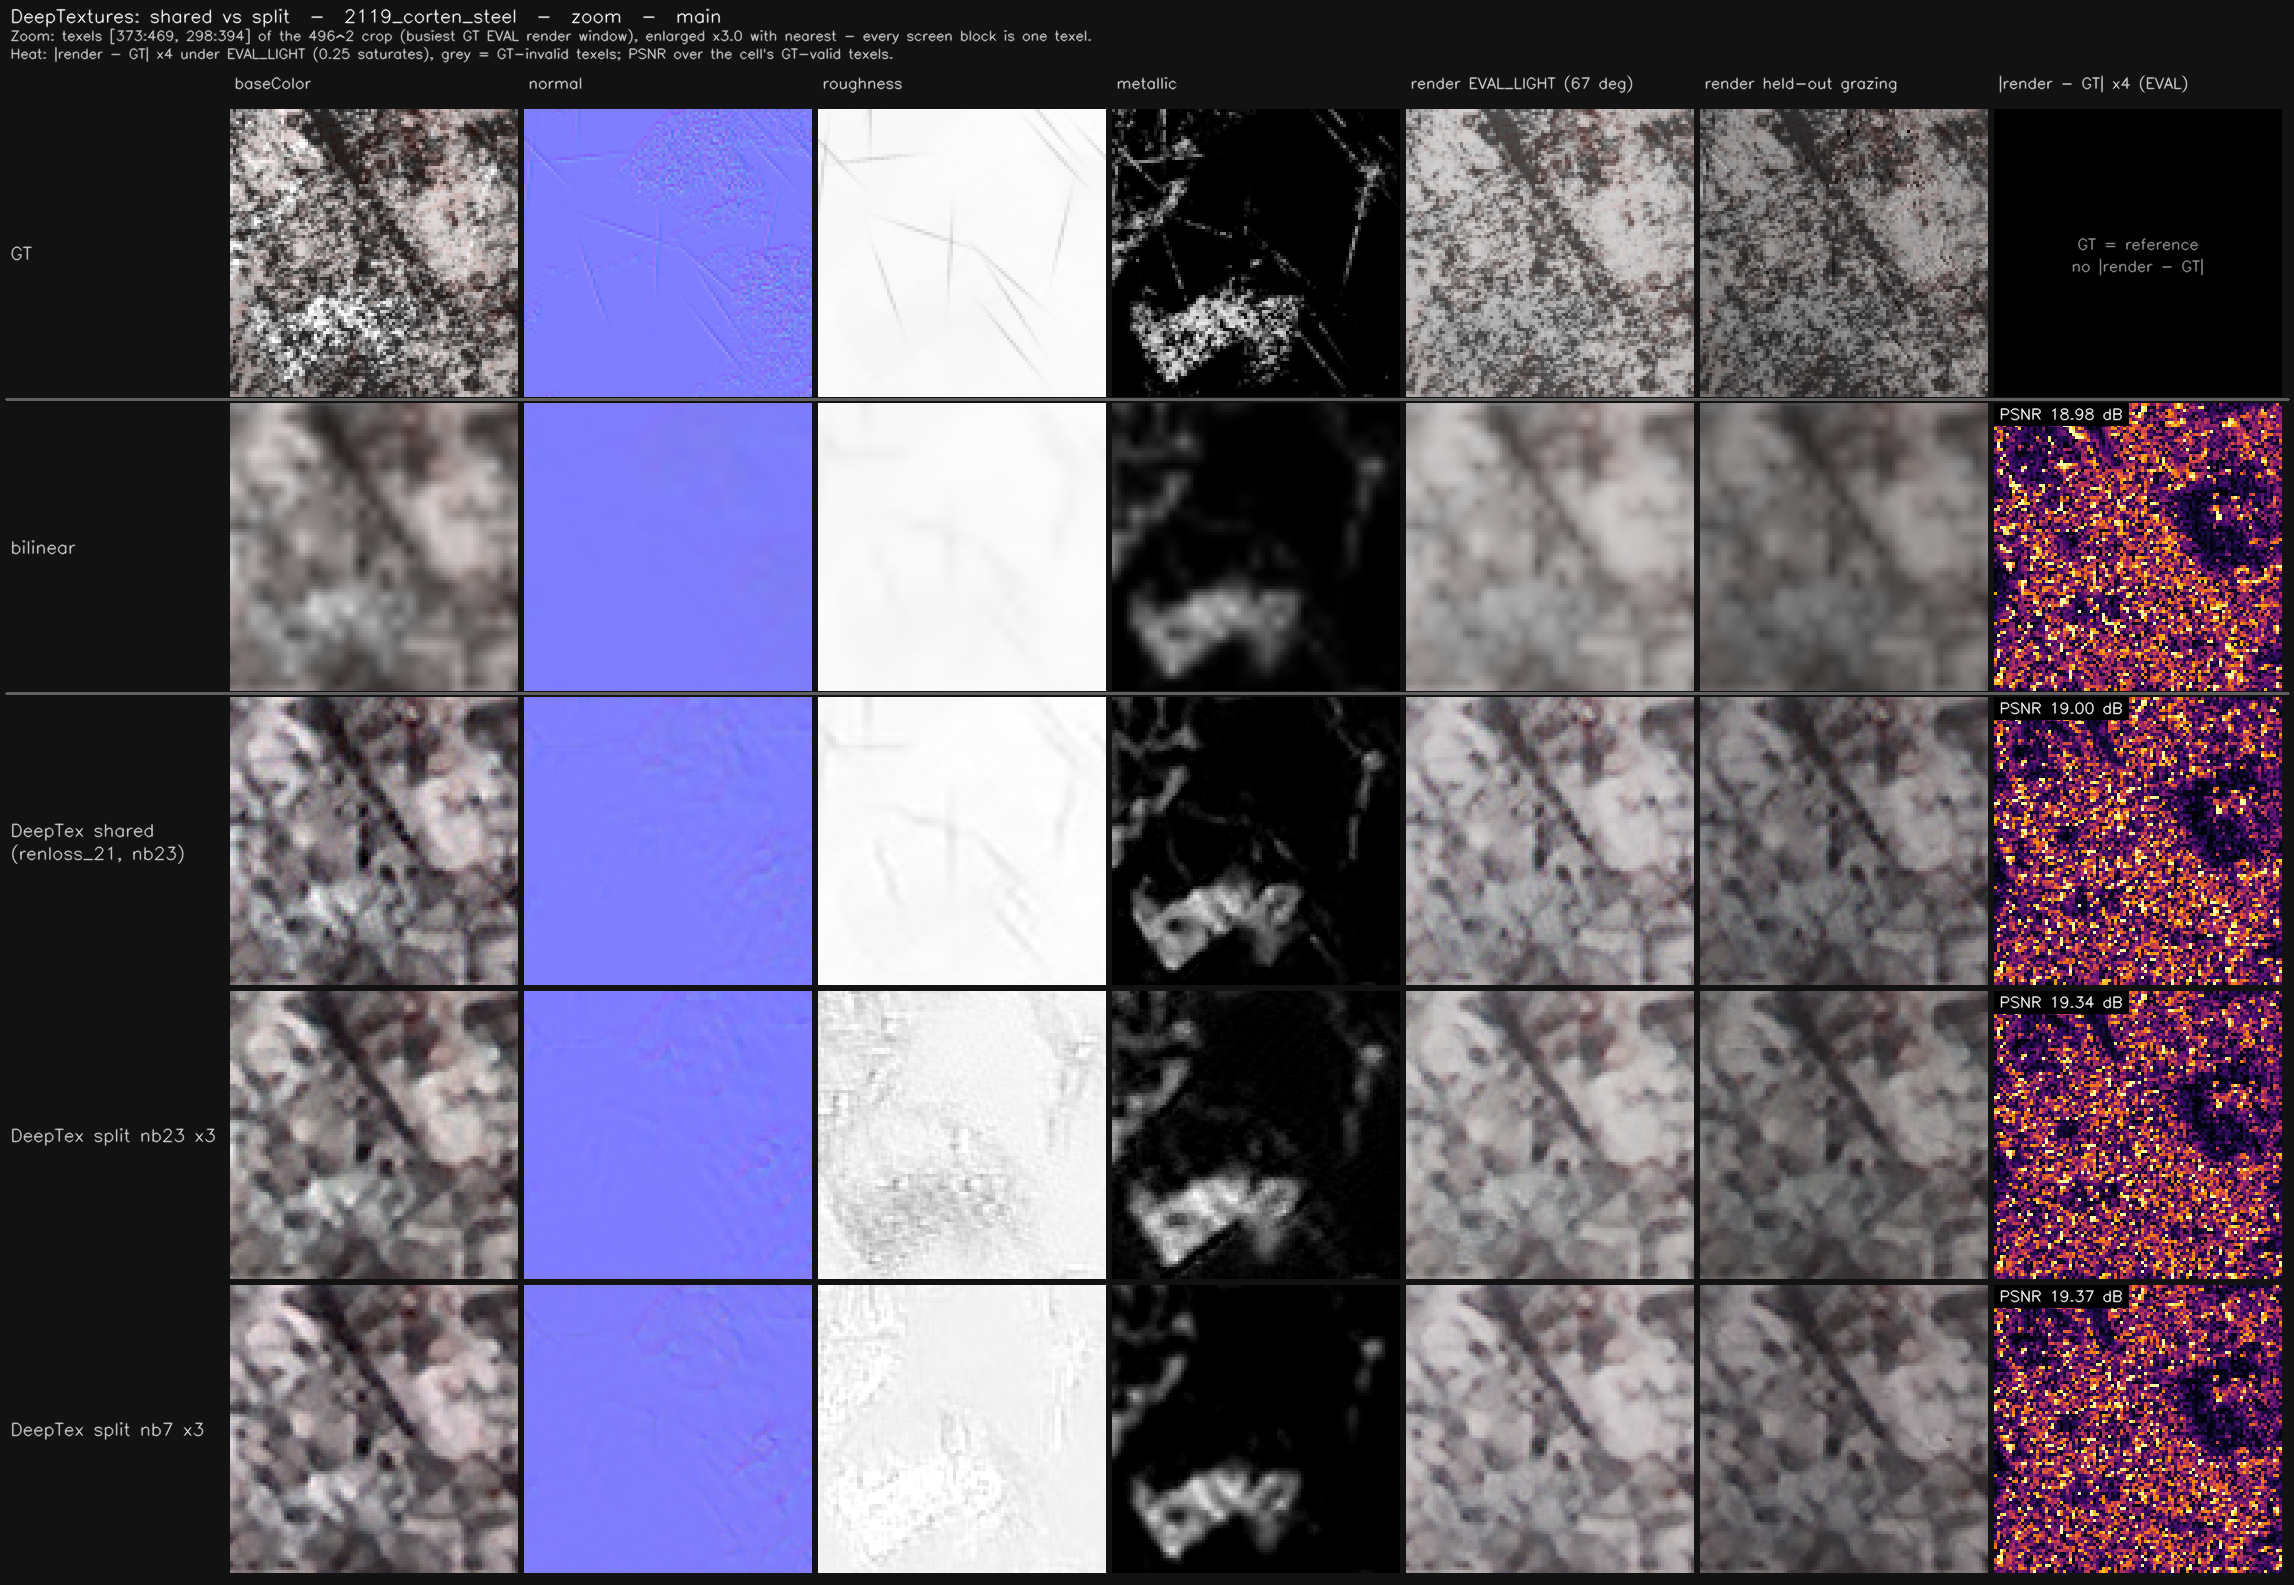 DeepTextures: shared vs split — 2119_corten_steel — zoom — main
Zoom: texels [373:469, 298:394] of the 496^2 crop (busiest GT EVAL render window), enlarged x3.0 with nearest — every screen block is one texel.
Heat: |render — GT| x4 under EVAL_LIGHT (0.25 saturates), grey = GT-invalid texels; PSNR over the cell's GT-valid texels.
baseColor normal roughness metallic render EVAL_LIGHT (67 deg) render held-out grazing |render — GT| x4 (EVAL)
GT
GT = reference
no |render — GT|
bilinear
PSNR 18.98 dB
DeepTex shared
(renloss_21, nb23)
PSNR 19.00 dB
DeepTex split nb23 x3
PSNR 19.34 dB
DeepTex split nb7 x3
PSNR 19.37 dB